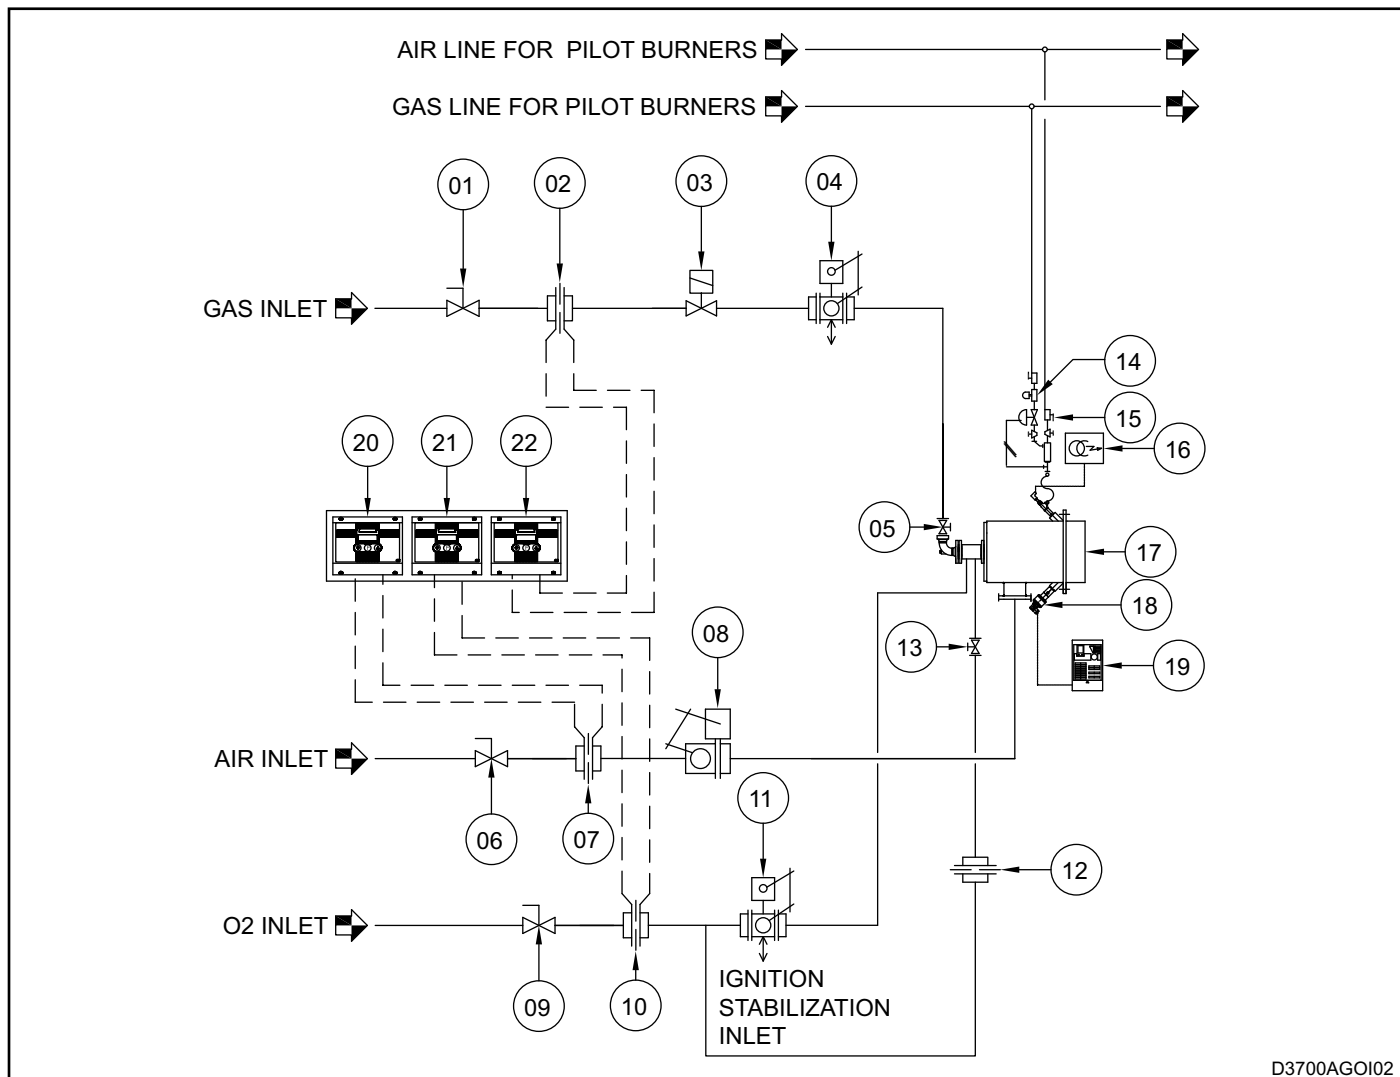 AIR LINE FOR PILOT BURNERS
GAS LINE FOR PILOT BURNERS
01
02
03
04
GAS INLET
14
15
16
20
21
22
05
17
18
13
08
19
AIR INLET
06
07
11
12
O2 INLET
09
10
IGNITION
STABILIZATION
INLET
D3700AGOI02